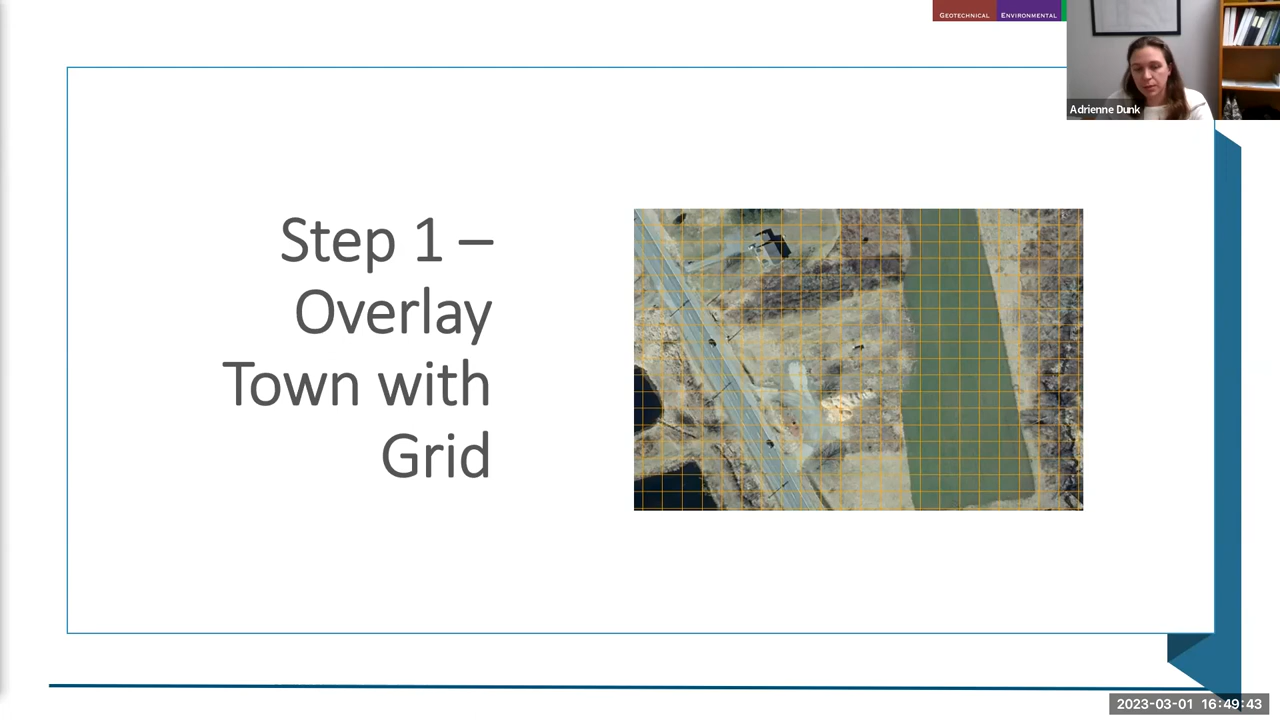 GEOTECHNICAL ENVIRONMENTAL
Adrienne Dunk
Step 1 –
Overlay
Town with
Grid
2023-03-01 16:49:43